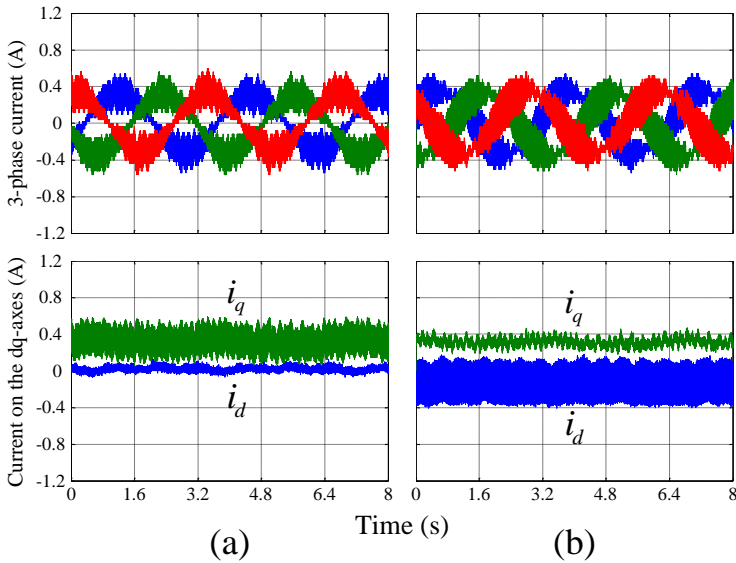 3-phase current (A)
1.2
0.8
0.4
0
-0.4
-0.8
-1.2
Current on the dq-axes (A)
1.2
0.8
0.4
0
-0.4
-0.8
-1.2
i_q
i_d
i_q
i_d
0 1.6 3.2 4.8 6.4 8
0 1.6 3.2 4.8 6.4 8
Time (s)
(a) (b)